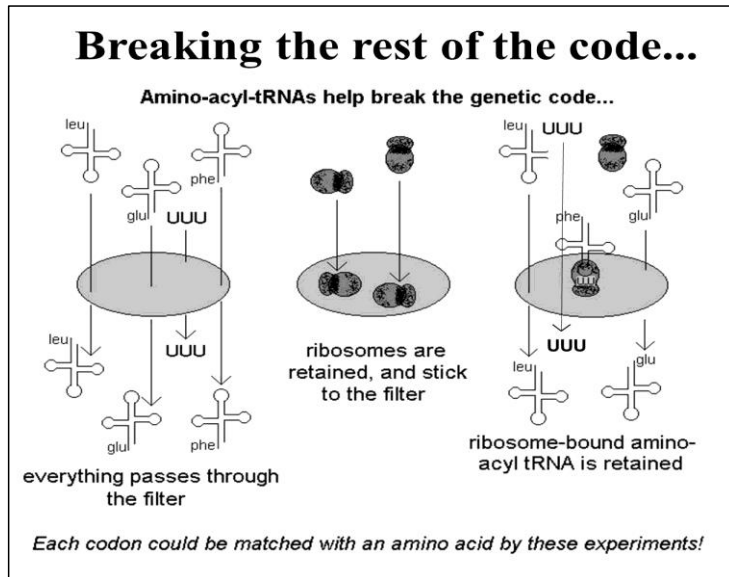 Breaking the rest of the code...
Amino-acyl-tRNAs help break the genetic code...
leu
glu
UUU
phe
UUU
leu
glu
phe
everything passes through
the filter
ribosomes are
retained, and stick
to the filter
leu
UUU
phe
glu
UUU
leu
glu
ribosome-bound amino-
acyl tRNA is retained
Each codon could be matched with an amino acid by these experiments!